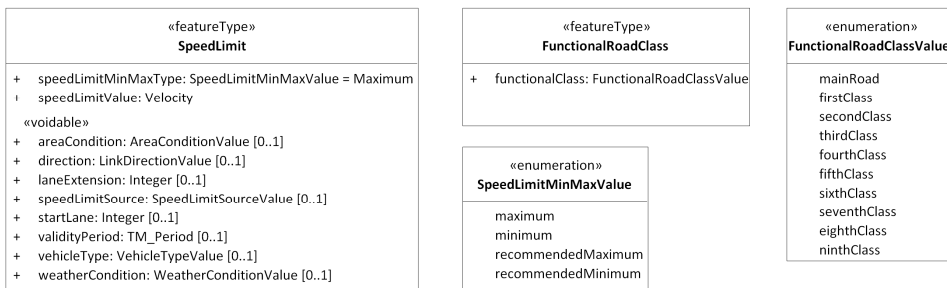 «featureType»
SpeedLimit
+ speedLimitMinMaxType: SpeedLimitMinMaxValue = Maximum
+ speedLimitValue: Velocity
«voidable»
+ areaCondition: AreaConditionValue [0..1]
+ direction: LinkDirectionValue [0..1]
+ laneExtension: Integer [0..1]
+ speedLimitSource: SpeedLimitSourceValue [0..1]
+ startLane: Integer [0..1]
+ validityPeriod: TM_Period [0..1]
+ vehicleType: VehicleTypeValue [0..1]
+ weatherCondition: WeatherConditionValue [0..1]
«featureType»
FunctionalRoadClass
+ functionalClass: FunctionalRoadClassValue
«enumeration»
SpeedLimitMinMaxValue
maximum
minimum
recommendedMaximum
recommendedMinimum
«enumeration»
FunctionalRoadClassValue
mainRoad
firstClass
secondClass
thirdClass
fourthClass
fifthClass
sixthClass
seventhClass
eighthClass
ninthClass